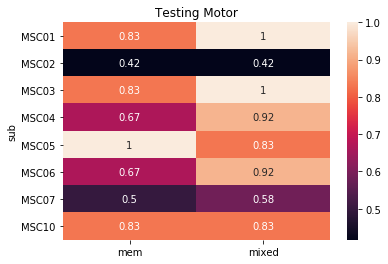 Testing Motor
sub
MSC01 0.83 1
MSC02 0.42 0.42
MSC03 0.83 1
MSC04 0.67 0.92
MSC05 1 0.83
MSC06 0.67 0.92
MSC07 0.5 0.58
MSC10 0.83 0.83
mem mixed
1.0
0.9
0.8
0.7
0.6
0.5